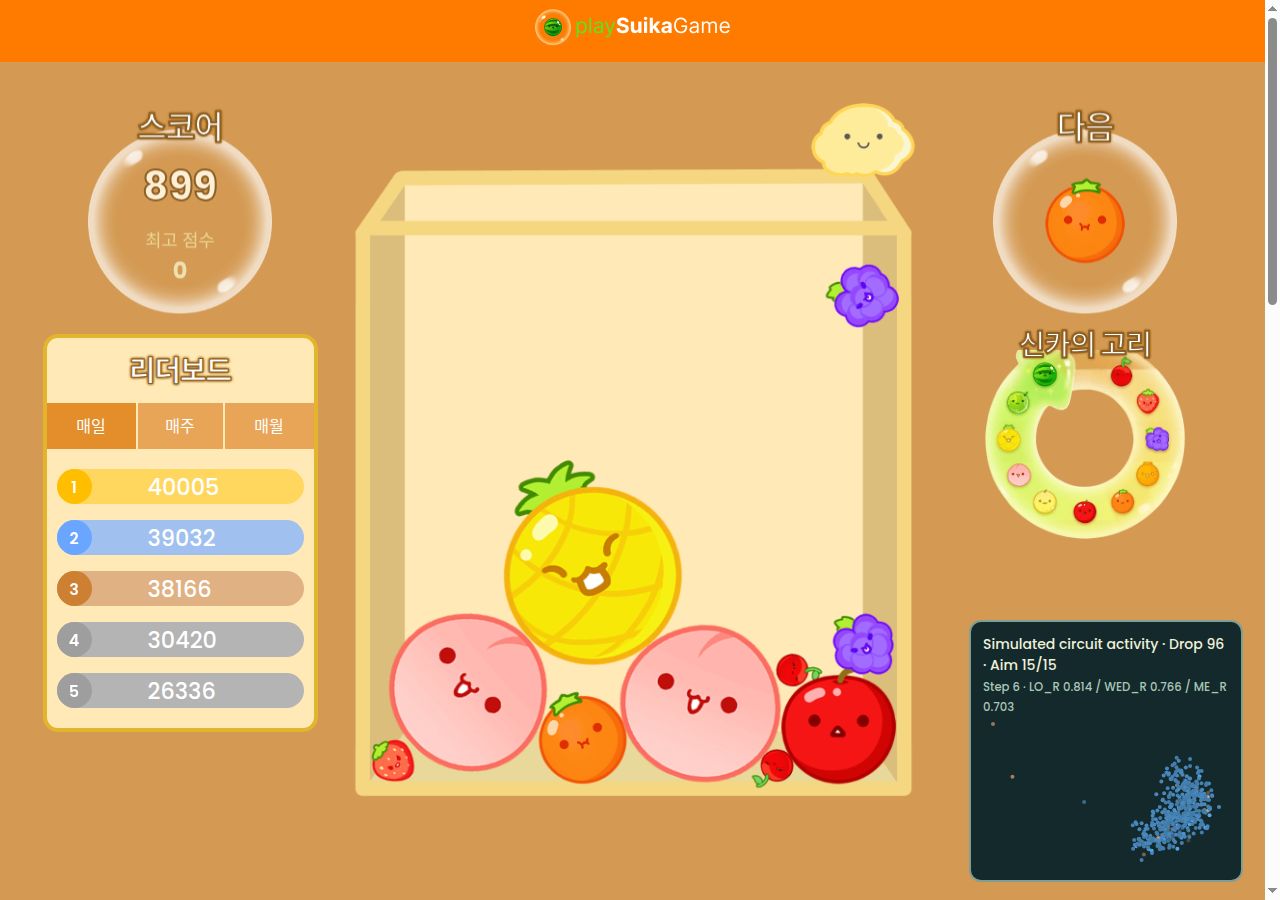 playSuikaGame
스코어
899
최고 점수
0
리더보드
매일 매주 매월
1 40005
2 39032
3 38166
4 30420
5 26336
다음
신카의 고리
Simulated circuit activity · Drop 96
· Aim 15/15
Step 6 · LO_R 0.814 / WED_R 0.766 / ME_R
0.703